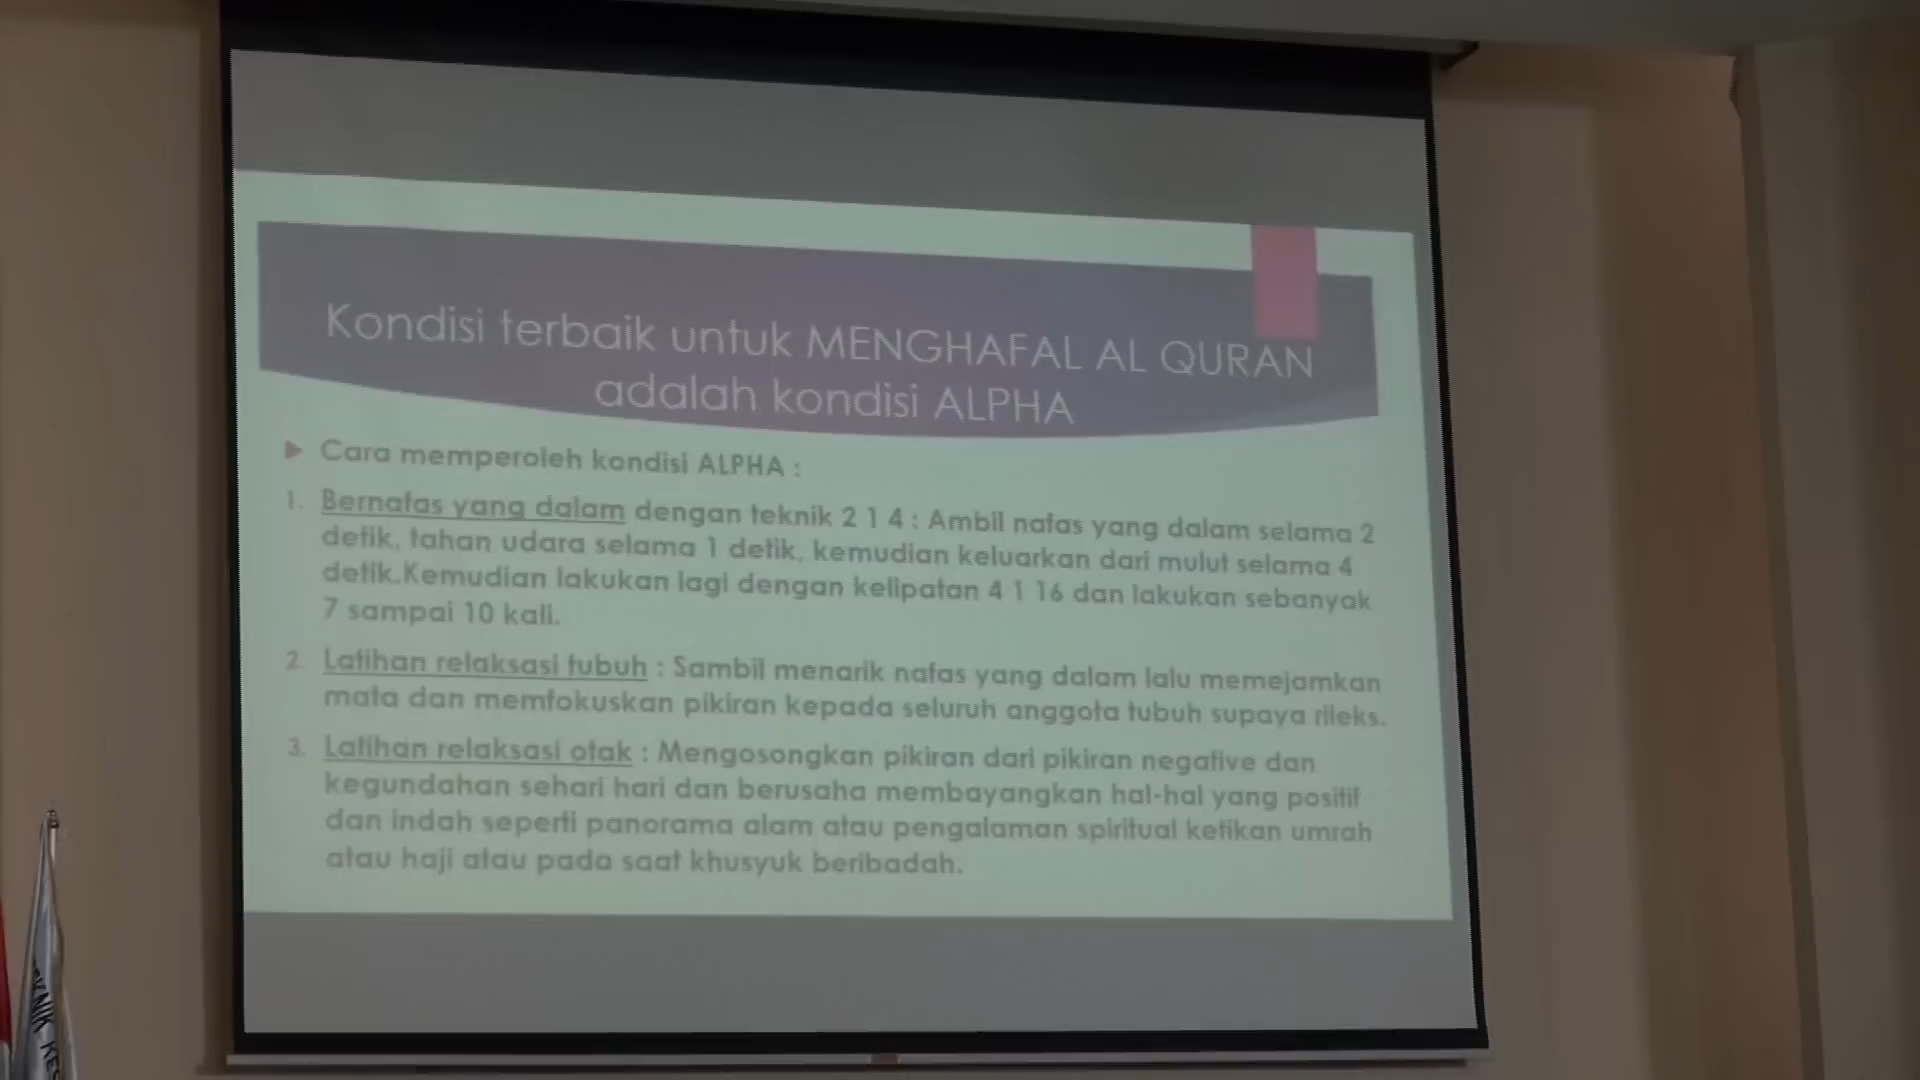 Kondisi terbaik untuk MENGHAFAL AL QURAN
adalah kondisi ALPHA
Cara memperoleh kondisi ALPHA :
1. Bernafas yang dalam dengan teknik 2 1 4 : Ambil nafas yang dalam selama 2
detik, tahan udara selama 1 detik, kemudian keluarkan dari mulut selama 4
detik.Kemudian lakukan lagi dengan kelipatan 4 1 16 dan lakukan sebanyak
7 sampai 10 kali.
2. Latihan relaksasi tubuh : Sambil menarik nafas yang dalam lalu memejamkan
mata dan memfokuskan pikiran kepada seluruh anggota tubuh supaya rileks.
3. Latihan relaksasi otak : Mengosongkan pikiran dari pikiran negative dan
kegundahan sehari hari dan berusaha membayangkan hal-hal yang positif
dan indah seperti panorama alam atau pengalaman spiritual ketikan umrah
atau haji atau pada saat khusyuk beribadah.